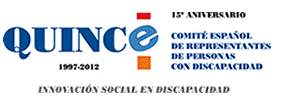 15º ANIVERSARIO
QUINCE
1997-2012
COMITÉ ESPAÑOL
DE REPRESENTANTES
DE PERSONAS
CON DISCAPACIDAD
INNOVACIÓN SOCIAL EN DISCAPACIDAD